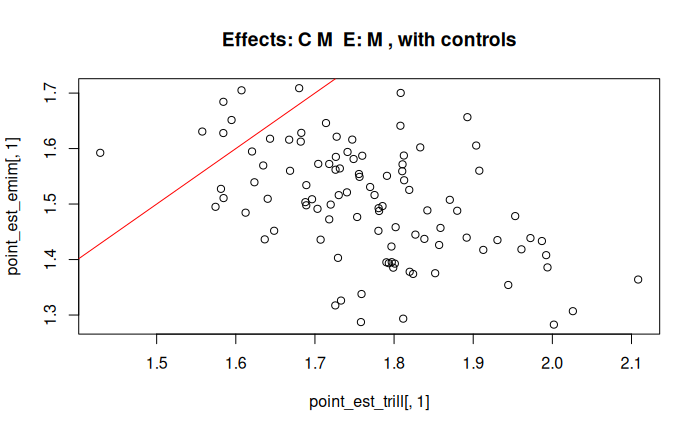 Effects: C M  E: M , with controls
1.7
1.6
1.5
1.4
1.3
point_est_emim[, 1]
1.5 1.6 1.7 1.8 1.9 2.0 2.1
point_est_trill[, 1]